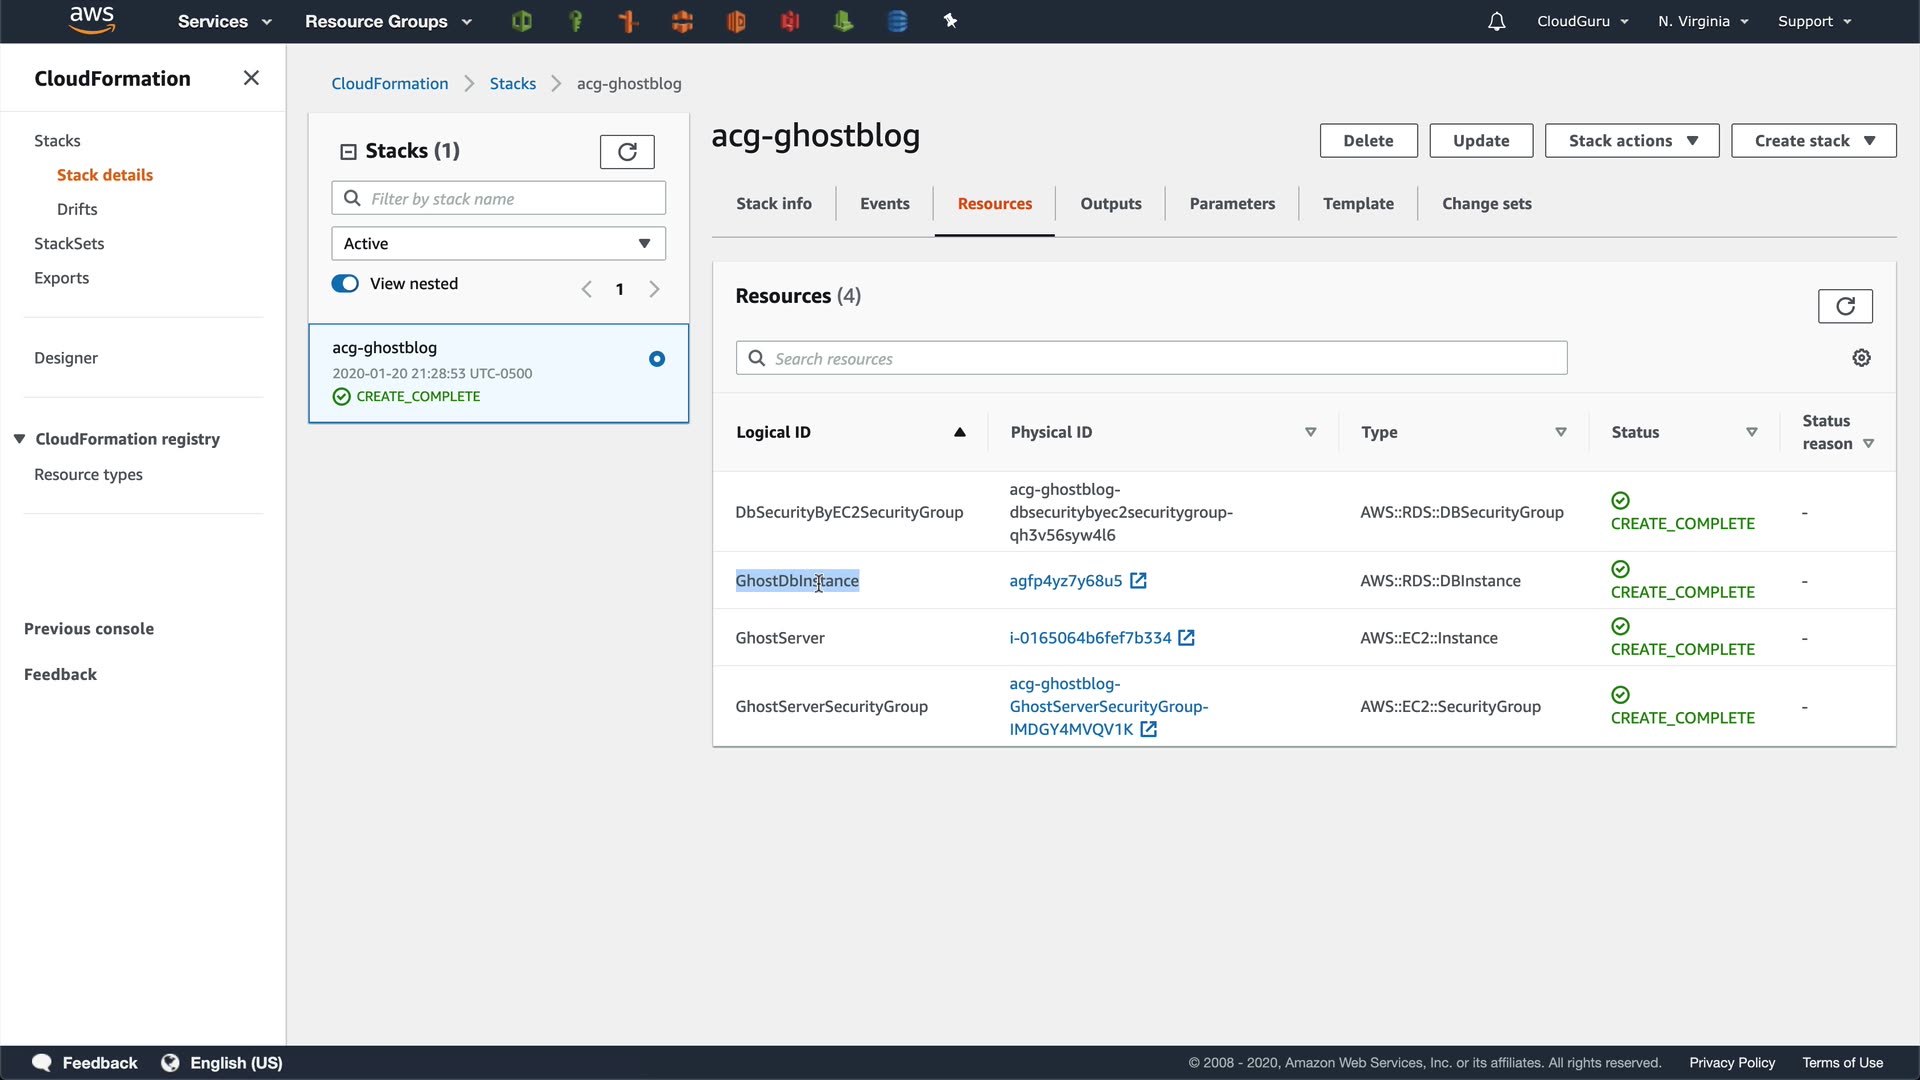 aws Services Resource Groups CloudGuru N. Virginia Support
CloudFormation
Stacks
Stack details
Drifts
StackSets
Exports
Designer
CloudFormation registry
Resource types
Previous console
Feedback
CloudFormation Stacks acg-ghostblog
Stacks (1)
Filter by stack name
Active
View nested 1
acg-ghostblog
2020-01-20 21:28:53 UTC-0500
CREATE_COMPLETE
acg-ghostblog Delete Update Stack actions Create stack
Stack info Events Resources Outputs Parameters Template Change sets
Resources (4)
Search resources
Logical ID Physical ID Type Status Status
reason
acg-ghostblog-
DbSecurityByEC2SecurityGroup dbsecuritybyec2securitygroup- AWS::RDS::DBSecurityGroup CREATE_COMPLETE -
qh3v56syw4l6
GhostDbInstance agfp4yz7y68u5 AWS::RDS::DBInstance CREATE_COMPLETE -
GhostServer i-0165064b6fef7b334 AWS::EC2::Instance CREATE_COMPLETE -
acg-ghostblog-
GhostServerSecurityGroup GhostServerSecurityGroup- AWS::EC2::SecurityGroup CREATE_COMPLETE -
IMDGY4MVQV1K
Feedback English (US) © 2008 - 2020, Amazon Web Services, Inc. or its affiliates. All rights reserved. Privacy Policy Terms of Use